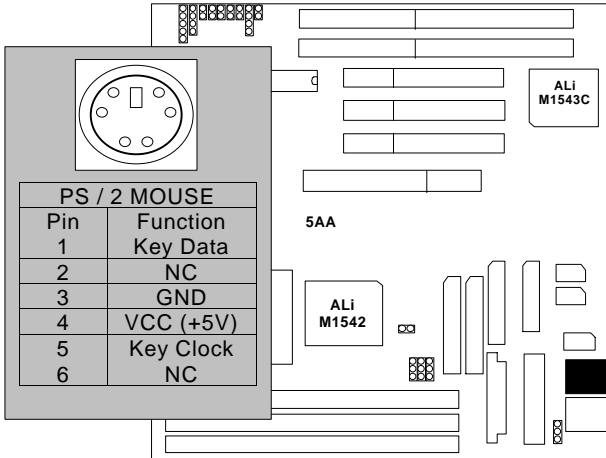 ALi
M1543C
PS / 2 MOUSE
Pin Function
1 Key Data
2 NC
3 GND
4 VCC (+5V)
5 Key Clock
6 NC
5AA
ALi
M1542